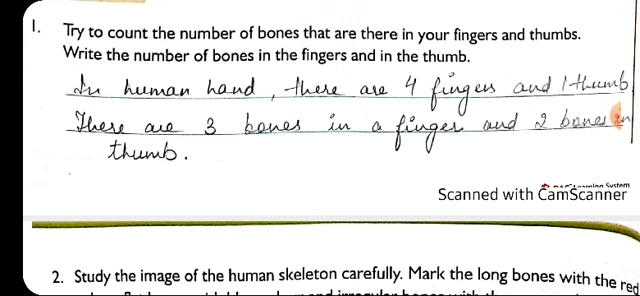 1. Try to count the number of bones that are there in your fingers and thumbs.
Write the number of bones in the fingers and in the thumb.
In human hand, there are 4 fingers and 1 thumb
There are 3 bones in a finger and 2 bones in
thumb.
Scanned with CamScanner
2. Study the image of the human skeleton carefully. Mark the long bones with the red